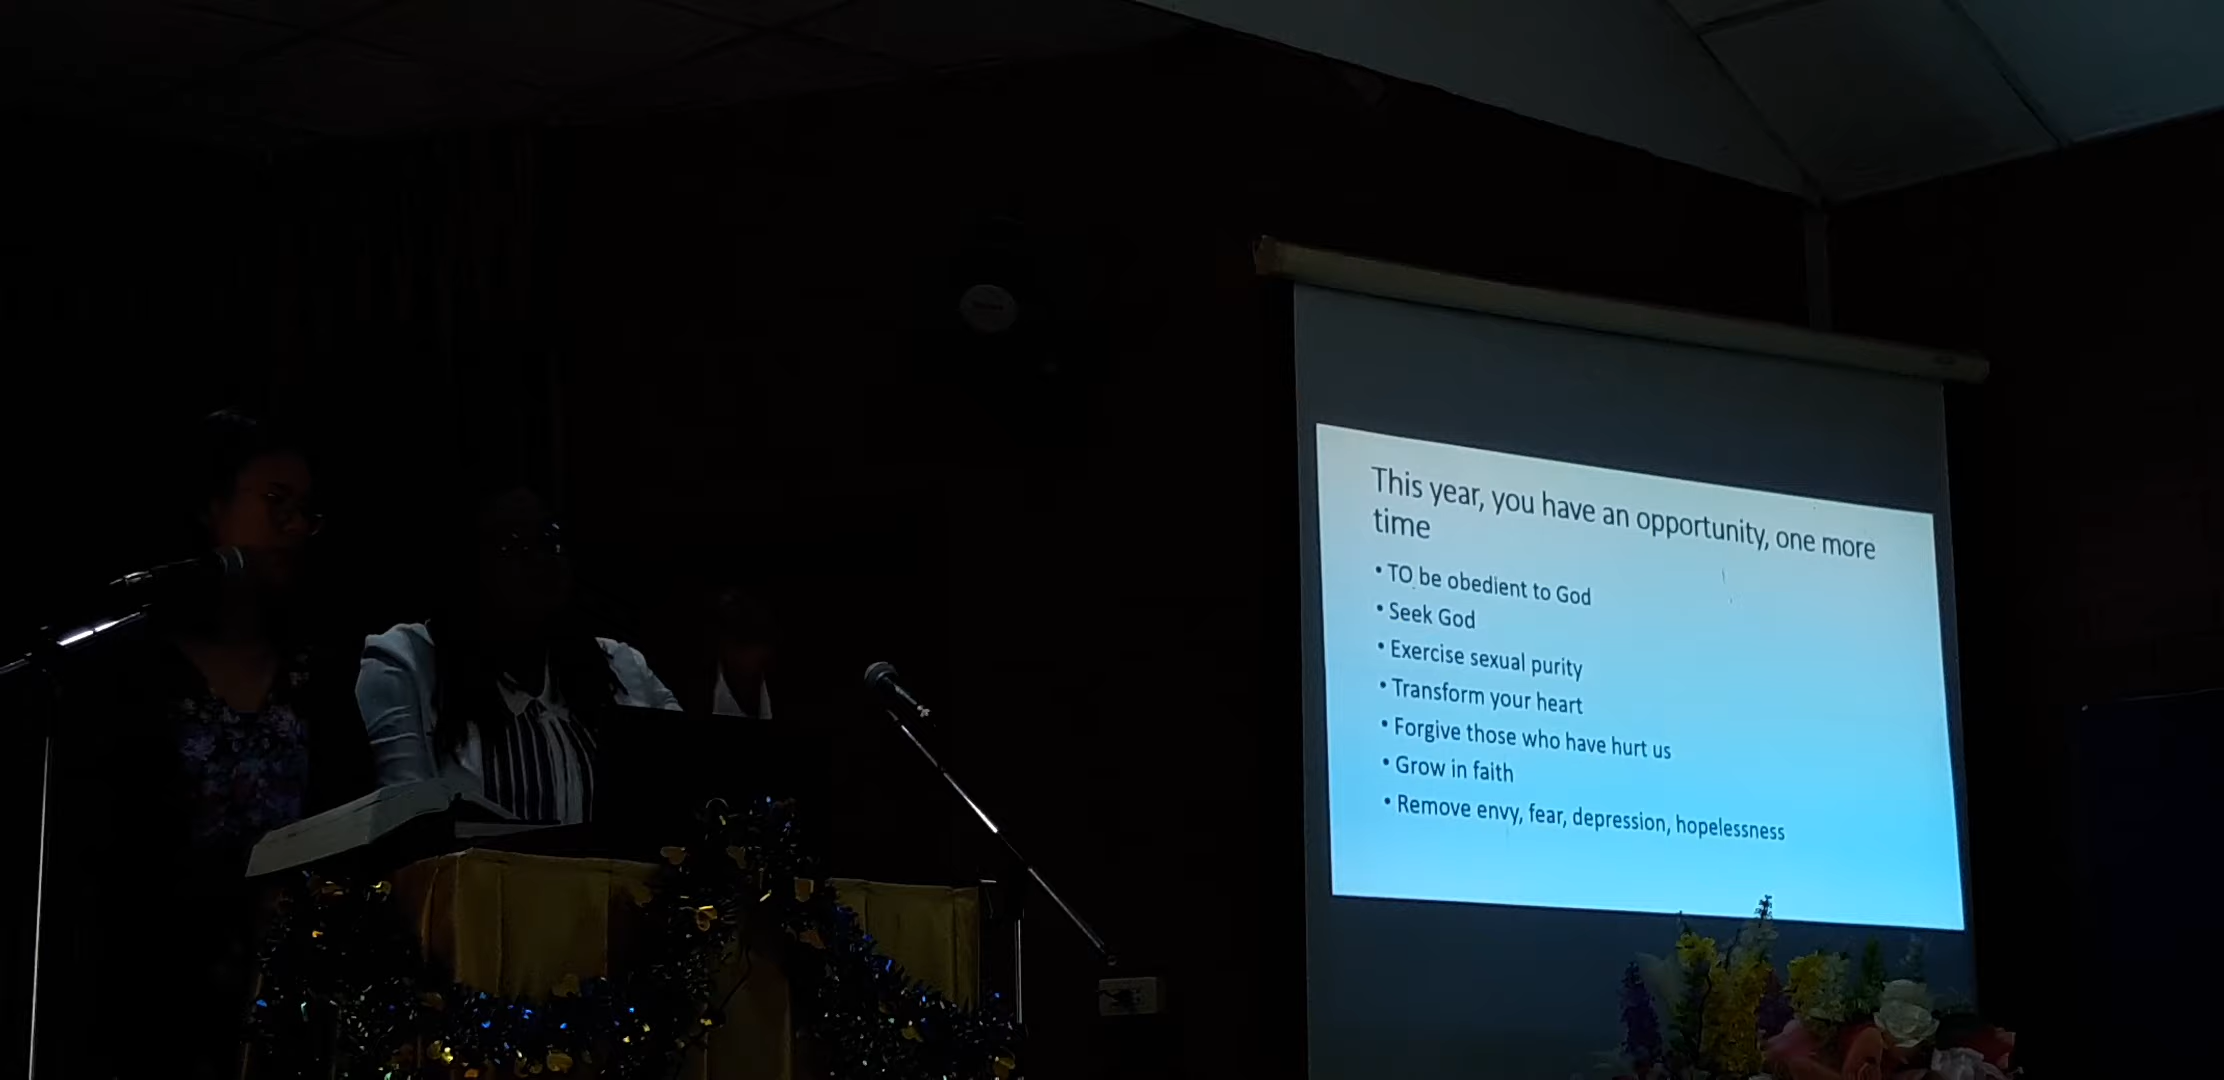 This year, you have an opportunity, one more
time
• TO be obedient to God
• Seek God
• Exercise sexual purity
• Transform your heart
• Forgive those who have hurt us
• Grow in faith
• Remove envy, fear, depression, hopelessness